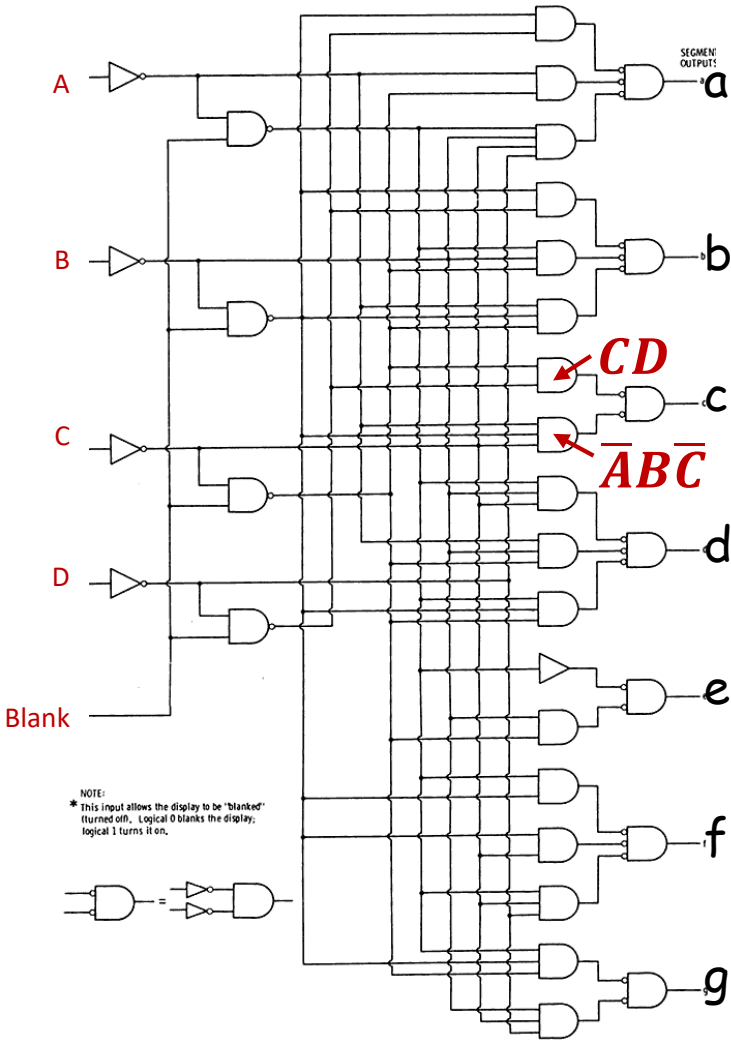 SEGMENT
OUTPUTS
A
a
B
b
CD
c
C
A̅BC̅
d
D
e
Blank
NOTE:
* This input allows the display to be "blanked"
(turned off). Logical 0 blanks the display;
logical 1 turns it on.
f
=
g